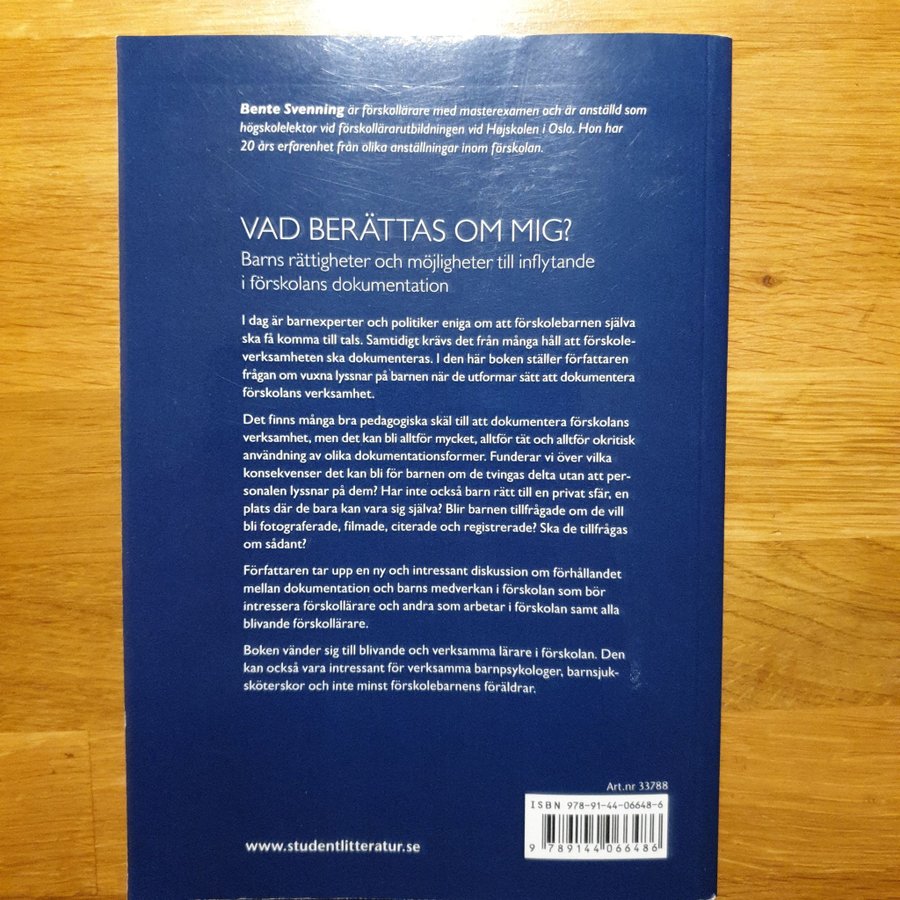 Bente Svenning är förskollärare med masterexamen och är anställd som
högskolelektor vid förskollärarutbildningen vid Højskolen i Oslo. Hon har
20 års erfarenhet från olika anställningar inom förskolan.
VAD BERÄTTAS OM MIG?
Barns rättigheter och möjligheter till inflytande
i förskolans dokumentation
I dag är barnexperter och politiker eniga om att förskolebarnen själva
ska få komma till tals. Samtidigt krävs det från många håll att förskole-
verksamheten ska dokumenteras. I den här boken ställer författaren
frågan om vuxna lyssnar på barnen när de utformar sätt att dokumentera
förskolans verksamhet.
Det finns många bra pedagogiska skäl till att dokumentera förskolans
verksamhet, men det kan bli alltför mycket, alltför tät och alltför okritisk
användning av olika dokumentationsformer. Funderar vi över vilka
konsekvenser det kan bli för barnen om de tvingas delta utan att per-
sonalen lyssnar på dem? Har inte också barn rätt till en privat sfär, en
plats där de bara kan vara sig själva? Blir barnen tillfrågade om de vill
bli fotograferade, filmade, citerade och registrerade? Ska de tillfrågas
om sådant?
Författaren tar upp en ny och intressant diskussion om förhållandet
mellan dokumentation och barns medverkan i förskolan som bör
intressera förskollärare och andra som arbetar i förskolan samt alla
blivande förskollärare.
Boken vänder sig till blivande och verksamma lärare i förskolan. Den
kan också vara intressant för verksamma barnpsykologer, barnsjuk-
sköterskor och inte minst förskolebarnens föräldrar.
Art.nr 33788
ISBN 978-91-44-06648-6
9 789144 066486
www.studentlitteratur.se